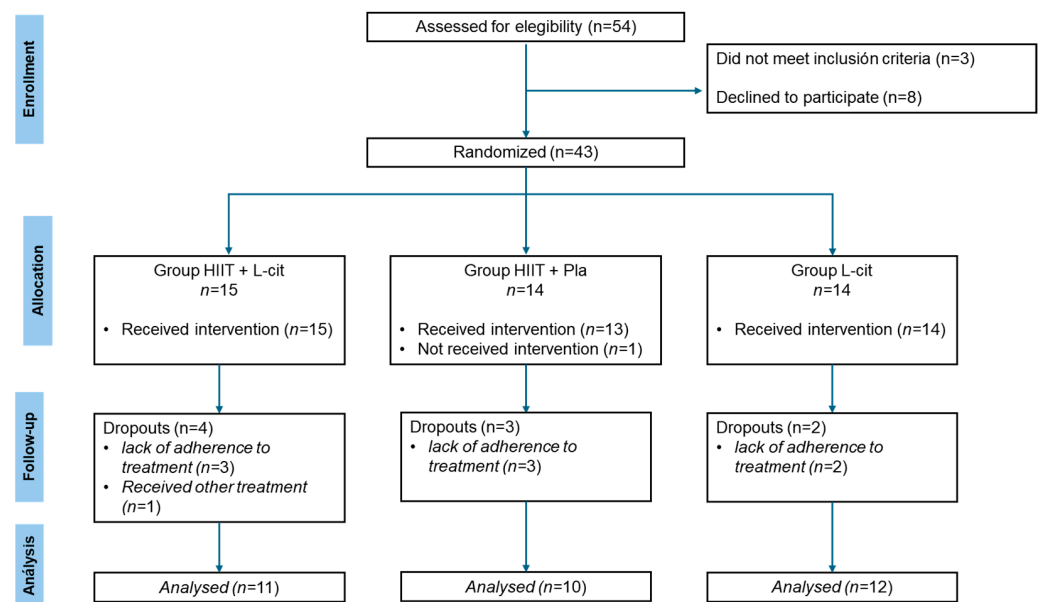 Enrollment
Assessed for elegibility (n=54)
Did not meet inclusión criteria (n=3)
Declined to participate (n=8)
Randomized (n=43)
Allocation
Group HIIT + L-cit
n=15
• Received intervention (n=15)
Group HIIT + Pla
n=14
• Received intervention (n=13)
• Not received intervention (n=1)
Group L-cit
n=14
• Received intervention (n=14)
Follow-up
Dropouts (n=4)
• lack of adherence to
treatment (n=3)
• Received other treatment
(n=1)
Dropouts (n=3)
• lack of adherence to
treatment (n=3)
Dropouts (n=2)
• lack of adherence to
treatment (n=2)
Análysis
Analysed (n=11)
Analysed (n=10)
Analysed (n=12)